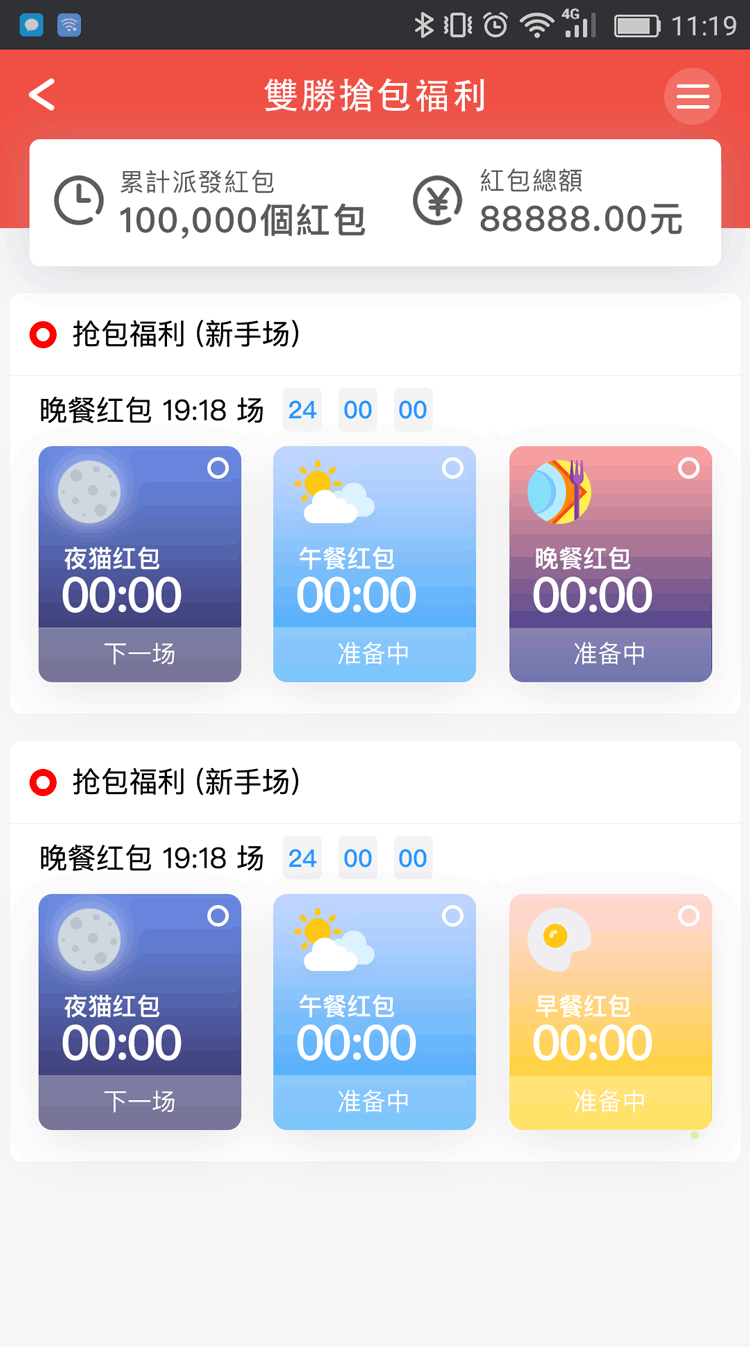 4G 11:19
雙勝搶包福利
累計派發紅包
100,000個紅包
紅包總額
88888.00元
抢包福利 (新手场)
晚餐红包 19:18 场 24 00 00
夜猫红包
00:00
下一场
午餐红包
00:00
准备中
晚餐红包
00:00
准备中
抢包福利 (新手场)
晚餐红包 19:18 场 24 00 00
夜猫红包
00:00
下一场
午餐红包
00:00
准备中
早餐红包
00:00
准备中